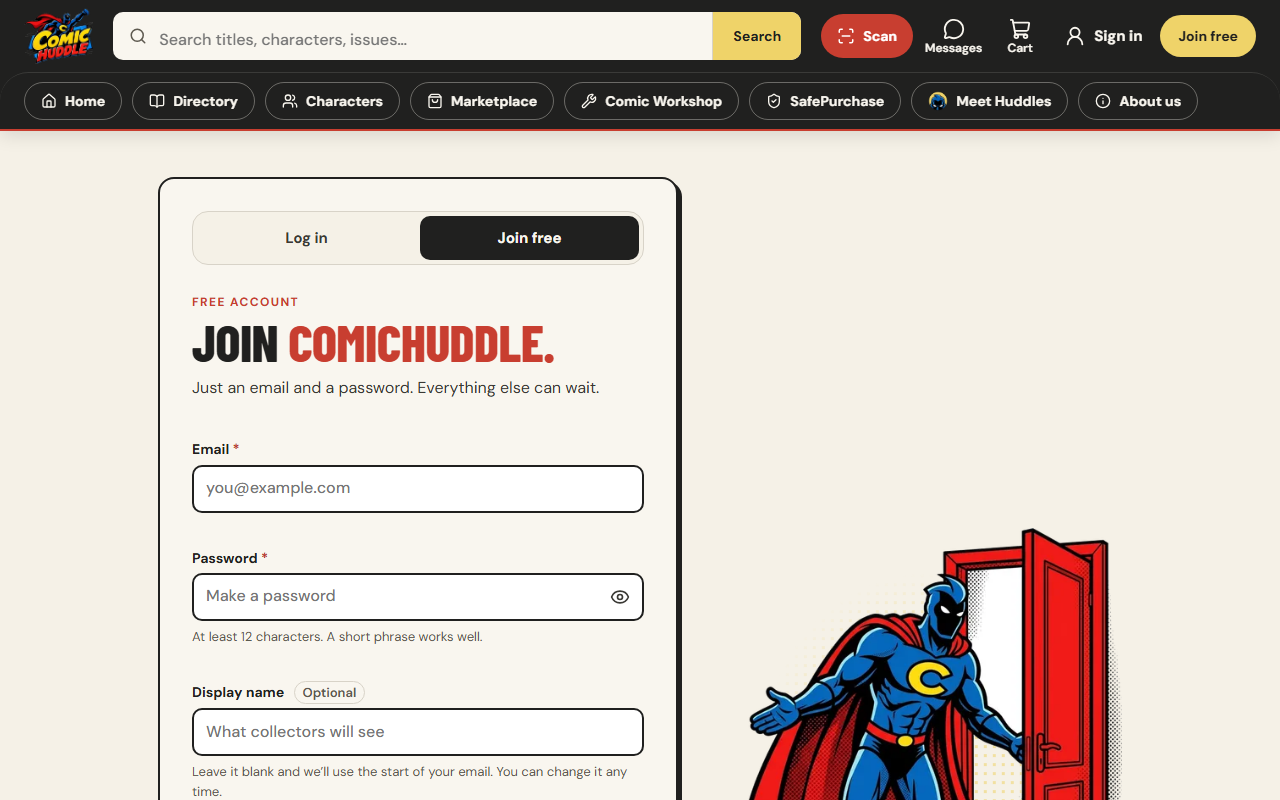 COMIC
HUDDLE
Search titles, characters, issues...
Search
Scan
Messages
Cart
Sign in
Join free
Home
Directory
Characters
Marketplace
Comic Workshop
SafePurchase
Meet Huddles
About us
Log in
Join free
FREE ACCOUNT
JOIN COMICHUDDLE.
Just an email and a password. Everything else can wait.
Email *
you@example.com
Password *
Make a password
At least 12 characters. A short phrase works well.
Display name Optional
What collectors will see
Leave it blank and we’ll use the start of your email. You can change it any
time.
C